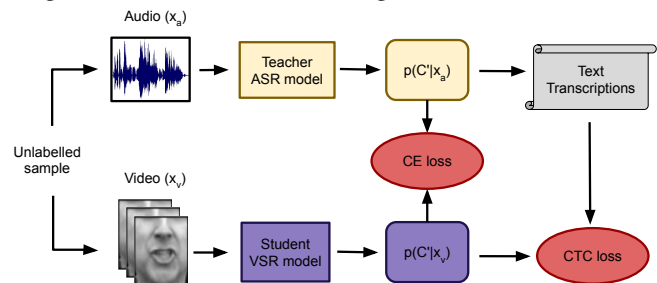 Audio (xa)
Teacher
ASR model
p(C'|xa)
Text
Transcriptions
CE loss
Unlabelled
sample
Video (xv)
Student
VSR model
p(C'|xv)
CTC loss